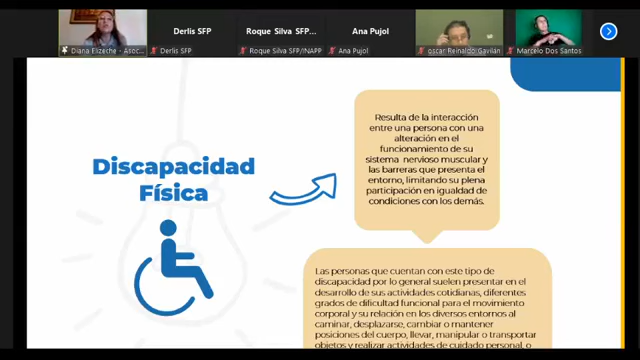 Derlis SFP
Roque Silva SFP...
Ana Pujol
Diana Elizeche - Asoc...
Derlis SFP
Roque Silva SFP/INAPP
Ana Pujol
oscar Reinaldo Gavilán
Marcelo Dos Santos
Discapacidad
Física
Resulta de la interacción
entre una persona con una
alteración en el
funcionamiento de su
sistema nervioso muscular y
las barreras que presenta el
entorno, limitando su plena
participación en igualdad de
condiciones con los demás.
Las personas que cuentan con este tipo de
discapacidad por lo general suelen presentar en el
desarrollo de sus actividades cotidianas, diferentes
grados de dificultad funcional para el movimiento
corporal y su relación en los diversos entornos al
caminar, desplazarse, cambiar o mantener
posiciones del cuerpo, llevar, manipular o transportar
objetos y realizar actividades de cuidado personal, o